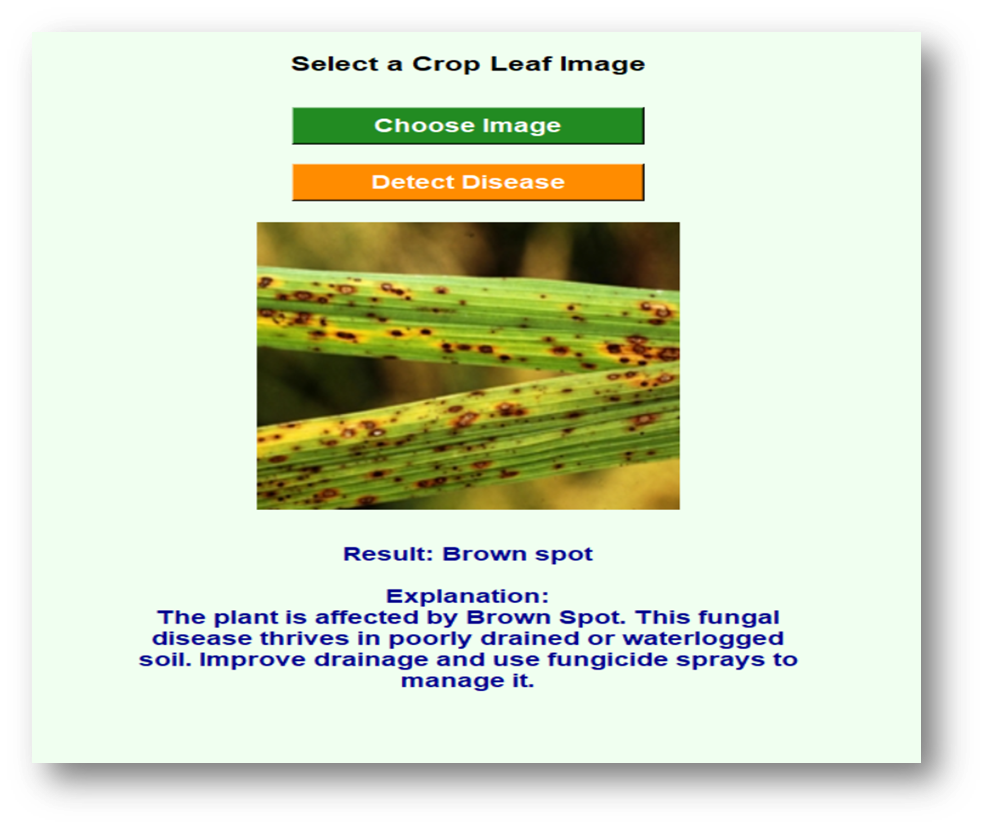 Select a Crop Leaf Image
Choose Image
Detect Disease
Result: Brown spot
Explanation:
The plant is affected by Brown Spot. This fungal
disease thrives in poorly drained or waterlogged
soil. Improve drainage and use fungicide sprays to
manage it.